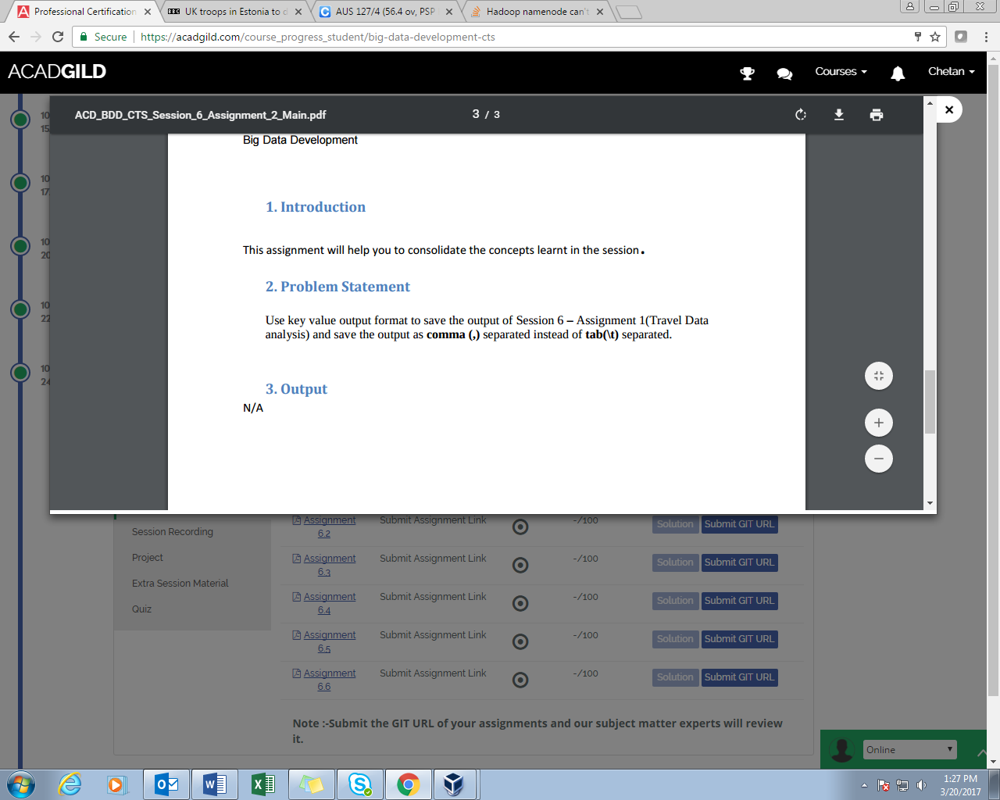 Professional Certification
UK troops in Estonia to d
AUS 127/4 (56.4 ov, PSP
Hadoop namenode can't
Secure
https://acadgild.com/course_progress_student/big-data-development-cts
ACADGILD
Courses
Chetan
ACD_BDD_CTS_Session_6_Assignment_2_Main.pdf
3 / 3
Big Data Development
1. Introduction
This assignment will help you to consolidate the concepts learnt in the session.
2. Problem Statement
Use key value output format to save the output of Session 6 – Assignment 1(Travel Data
analysis) and save the output as comma (,) separated instead of tab(\t) separated.
3. Output
N/A
10
15
10
17
10
20
10
22
10
24
Session Recording
Project
Extra Session Material
Quiz
Assignment 6.2 Submit Assignment Link -/100 Solution Submit GIT URL
Assignment 6.3 Submit Assignment Link -/100 Solution Submit GIT URL
Assignment 6.4 Submit Assignment Link -/100 Solution Submit GIT URL
Assignment 6.5 Submit Assignment Link -/100 Solution Submit GIT URL
Assignment 6.6 Submit Assignment Link -/100 Solution Submit GIT URL
Note :-Submit the GIT URL of your assignments and our subject matter experts will review
it.
Online
1:27 PM
3/20/2017